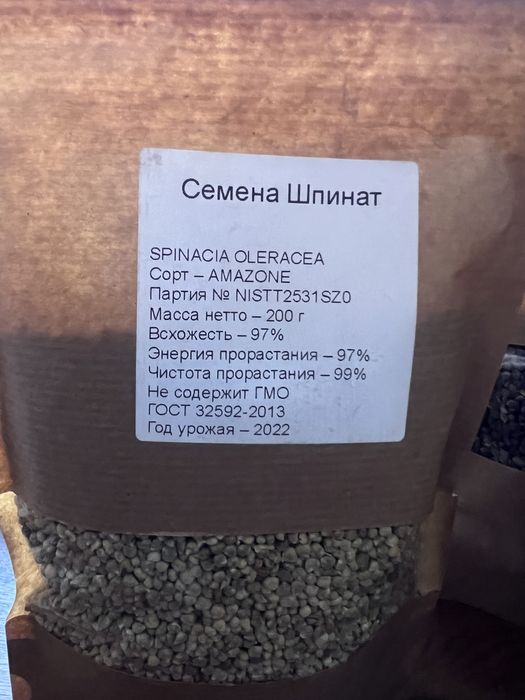 Семена Шпинат
SPINACIA OLERACEA
Сорт – AMAZONE
Партия № NISTT2531SZ0
Масса нетто – 200 г
Всхожесть – 97%
Энергия прорастания – 97%
Чистота прорастания – 99%
Не содержит ГМО
ГОСТ 32592-2013
Год урожая – 2022